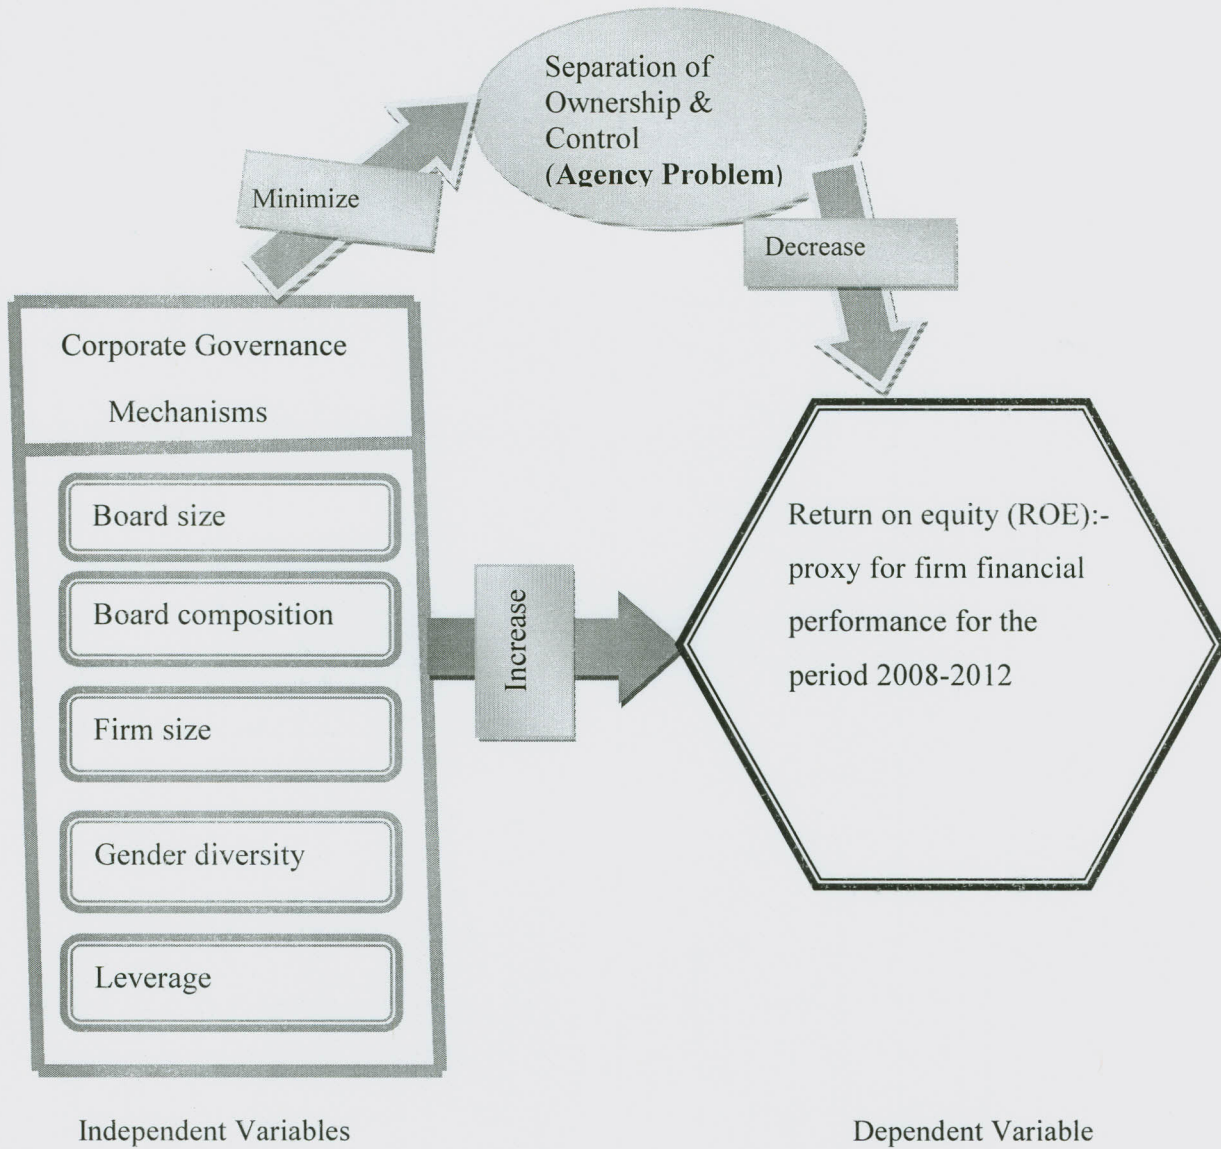 Separation of
Ownership &
Control
(Agency Problem)
Minimize
Decrease
Corporate Governance
Mechanisms
Board size
Board composition
Firm size
Gender diversity
Leverage
Increase
Return on equity (ROE):-
proxy for firm financial
performance for the
period 2008-2012
Independent Variables
Dependent Variable